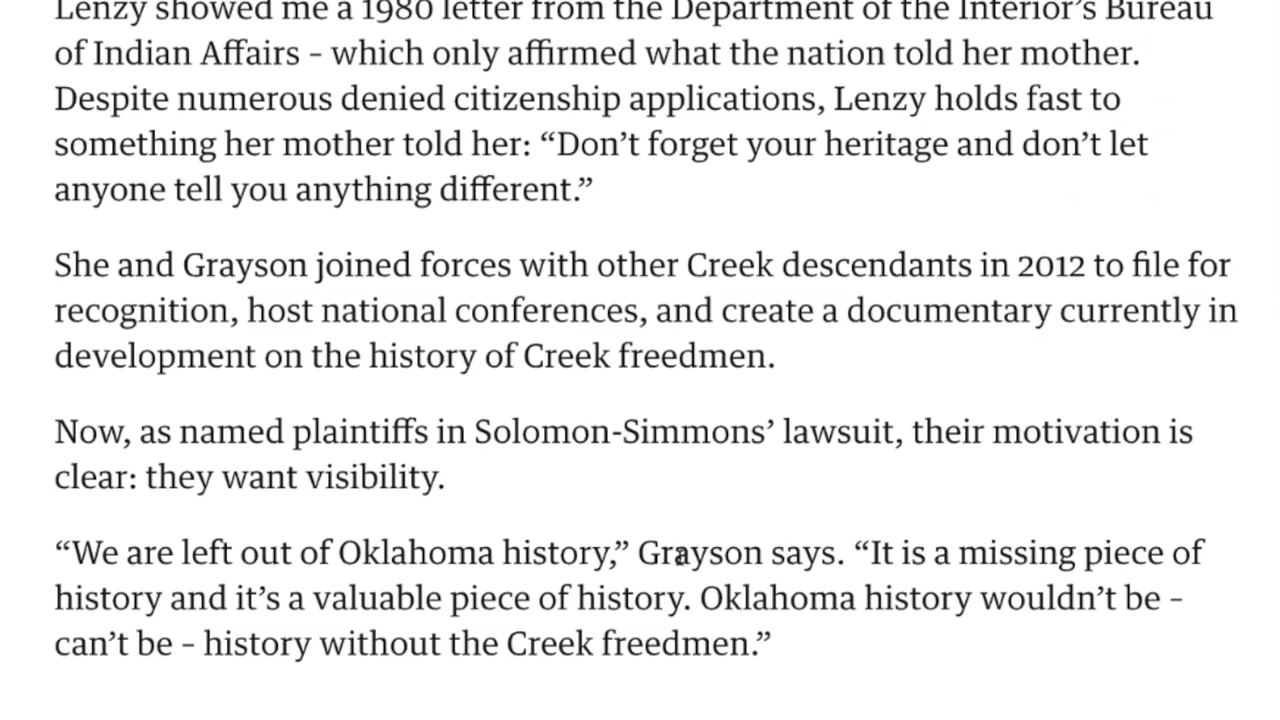 Lenzy showed me a 1980 letter from the Department of the Interior’s Bureau
of Indian Affairs – which only affirmed what the nation told her mother.
Despite numerous denied citizenship applications, Lenzy holds fast to
something her mother told her: “Don’t forget your heritage and don’t let
anyone tell you anything different.”
She and Grayson joined forces with other Creek descendants in 2012 to file for
recognition, host national conferences, and create a documentary currently in
development on the history of Creek freedmen.
Now, as named plaintiffs in Solomon-Simmons’ lawsuit, their motivation is
clear: they want visibility.
“We are left out of Oklahoma history,” Grayson says. “It is a missing piece of
history and it’s a valuable piece of history. Oklahoma history wouldn’t be –
can’t be – history without the Creek freedmen.”